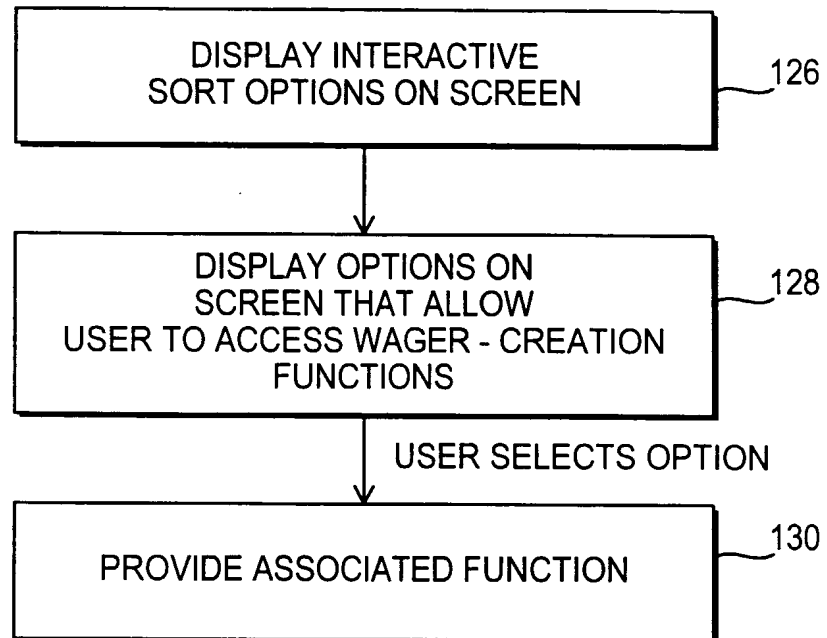 DISPLAY INTERACTIVE
SORT OPTIONS ON SCREEN
126
DISPLAY OPTIONS ON
SCREEN THAT ALLOW
USER TO ACCESS WAGER - CREATION
FUNCTIONS
128
USER SELECTS OPTION
PROVIDE ASSOCIATED FUNCTION
130